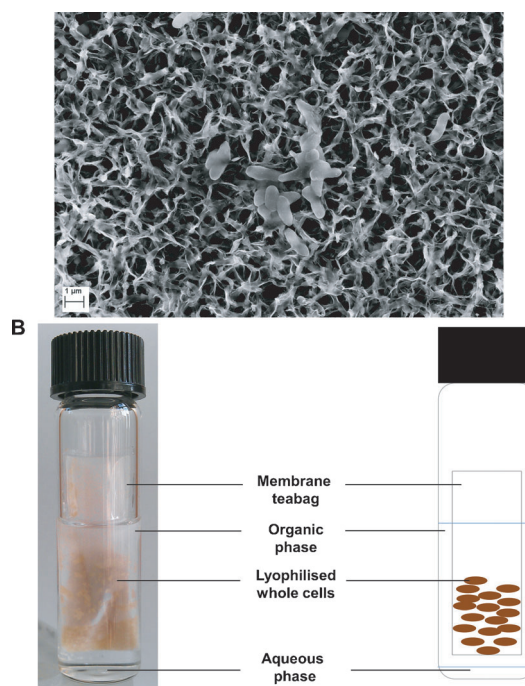 1 µm
B
Membrane
teabag
Organic
phase
Lyophilised
whole cells
Aqueous
phase